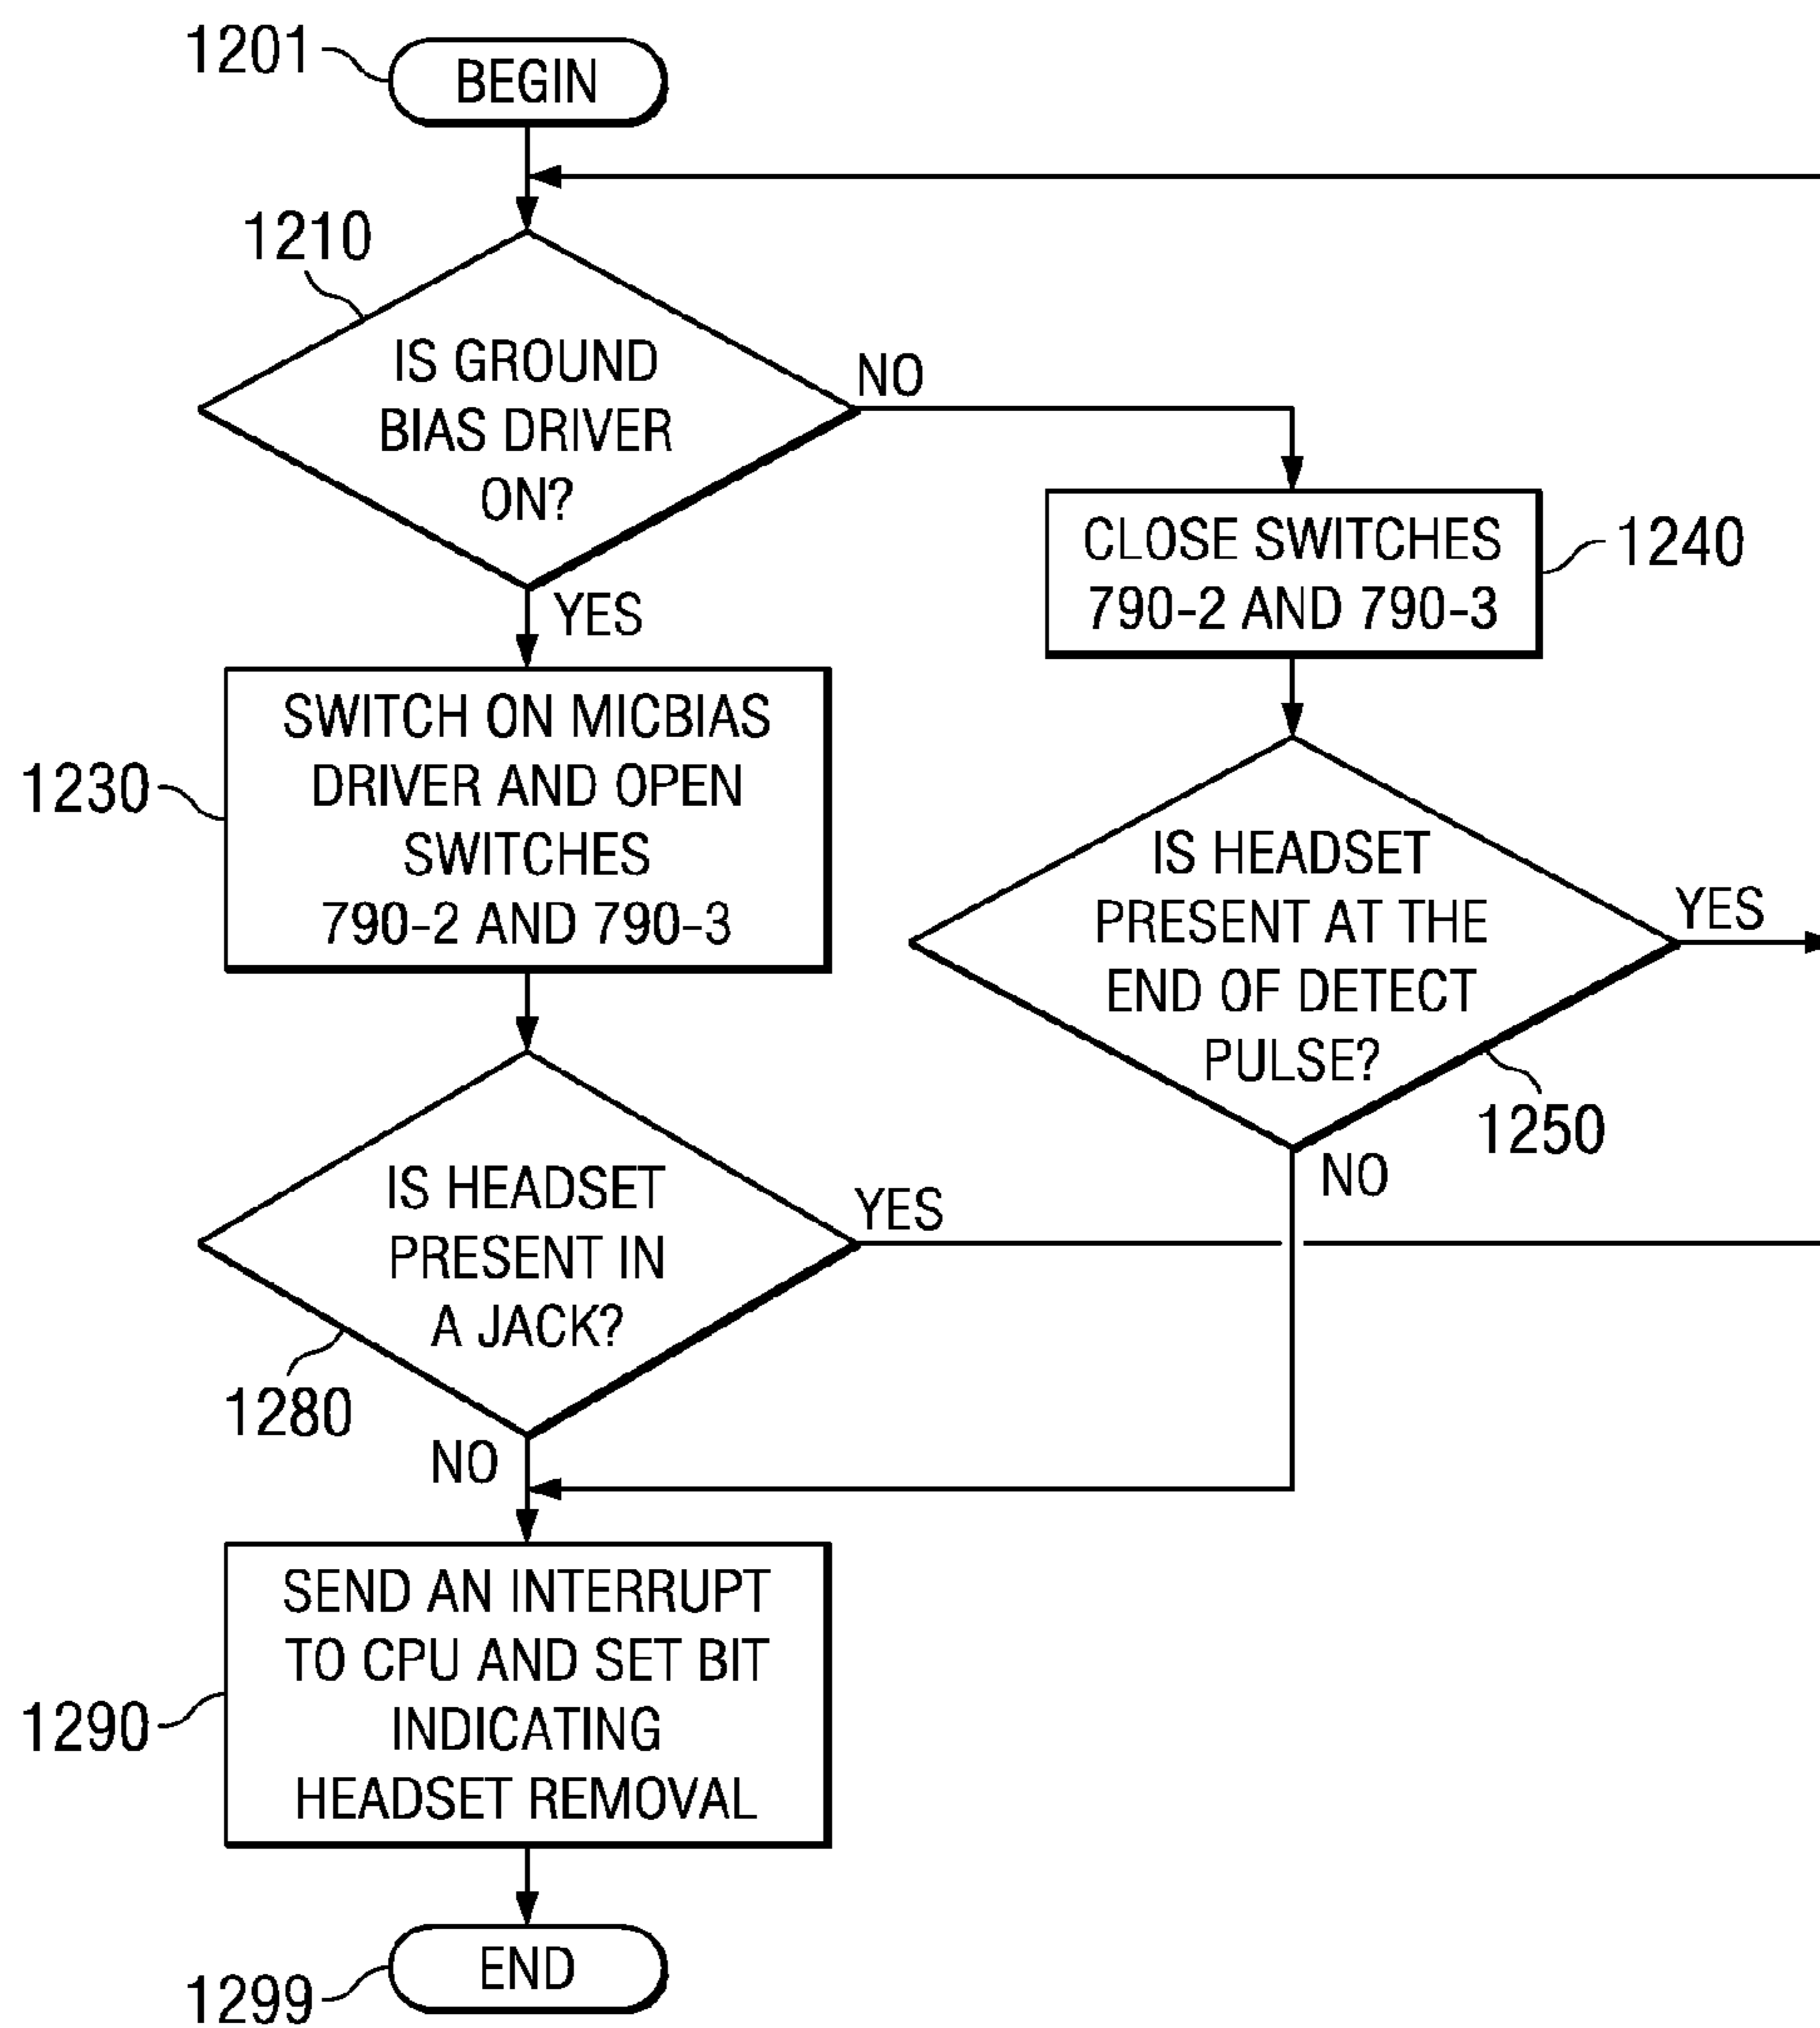 1201
BEGIN
1210
IS GROUND
BIAS DRIVER
ON?
NO
YES
CLOSE SWITCHES
790-2 AND 790-3
1240
1230
SWITCH ON MICBIAS
DRIVER AND OPEN
SWITCHES
790-2 AND 790-3
IS HEADSET
PRESENT AT THE
END OF DETECT
PULSE?
YES
1250
NO
IS HEADSET
PRESENT IN
A JACK?
YES
1280
NO
1290
SEND AN INTERRUPT
TO CPU AND SET BIT
INDICATING
HEADSET REMOVAL
END
1299